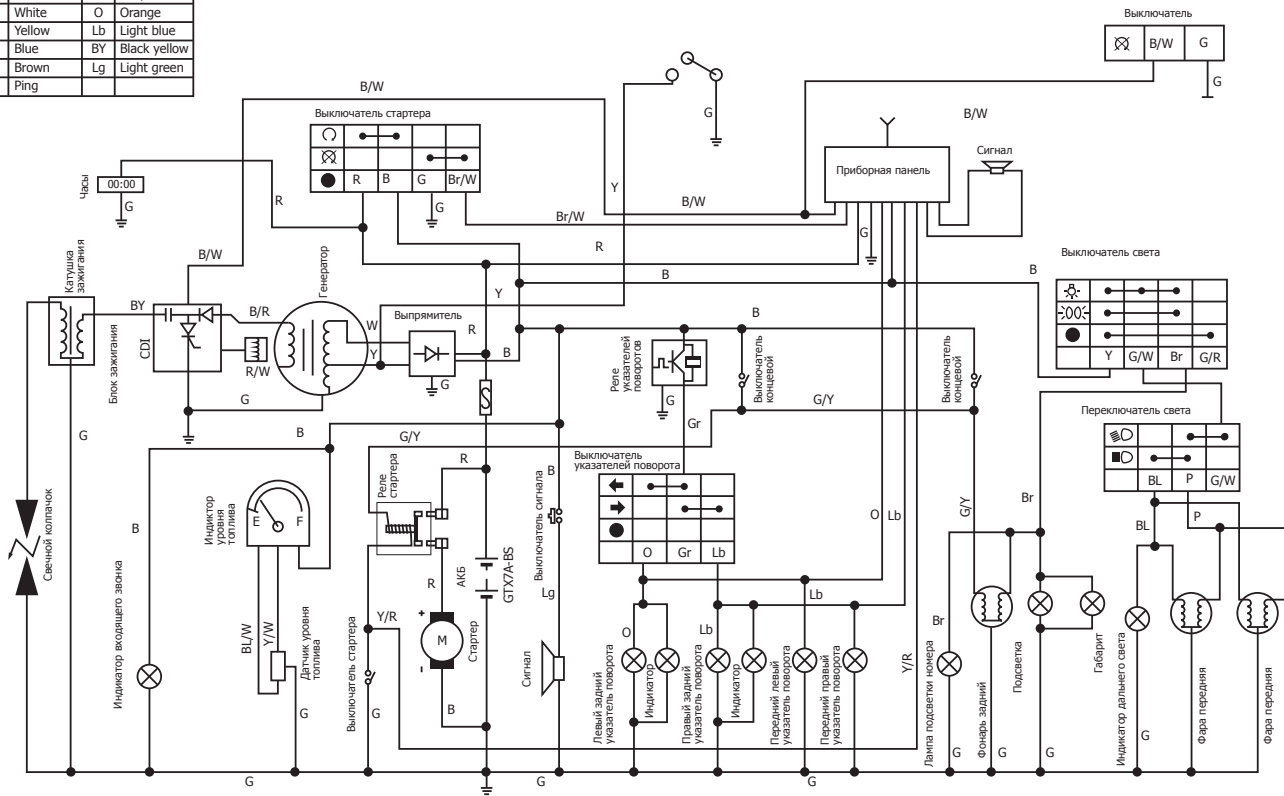 White O Orange
Yellow Lb Light blue
Blue BY Black yellow
Brown Lg Light green
Ping
Выключатель
B/W G
G
B/W
G
B/W
Выключатель стартера
R B G Br/W
G
Часы
00:00
G
R
Y
Приборная панель
Сигнал
B/W
Br/W
R
G
B
B
Выключатель света
Y G/W Br G/R
Катушка
зажигания
BY
Блок зажигания
CDI
B/W
B/R
R/W
Генератор
W
Y
Выпрямитель
G
Y
R
B
B
Реле
указателей
поворотов
G
Gr
Выключатель
концевой
G/Y
Выключатель
концевой
Переключатель света
BL P G/W
G
G
B
G/Y
R
Реле
стартера
Выключатель
указателей поворота
O Gr Lb
B
Выключатель сигнала
Lg
O Lb
G/Y
Br
BL
P
Свечной колпачок
B
Индиктор
уровня
топлива
E F
BL/W
Y/W
Датчик уровня
топлива
G
Индикатор входящего звонка
R
АКБ
GTX7A-BS
+
M
-
Стартер
B
Y/R
Выключатель стартера
G
Сигнал
O
Lb
Lb
Левый задний
указатель поворота
Индикатор
Правый задний
указатель поворота
Индикатор
Передний левый
указатель поворота
Передний правый
указатель поворота
Y/R
Br
Лампа подсветки номера
G
Фонарь задний
G
Подсветка
G
Габарит
Индикатор дальнего света
G
Фара передняя
Фара передняя
G
G
G